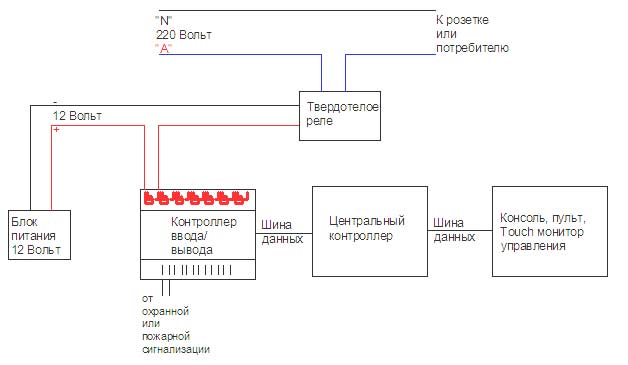 "N"
220 Вольт
"А"
К розетке
или
потребителю
Твердотелое
реле
-
12 Вольт
+
Блок
питания
12 Вольт
Контроллер
ввода/
вывода
Шина
данных
Центральный
контроллер
Шина
данных
Консоль, пульт,
Touch монитор
управления
от
охранной
или
пожарной
сигнализации